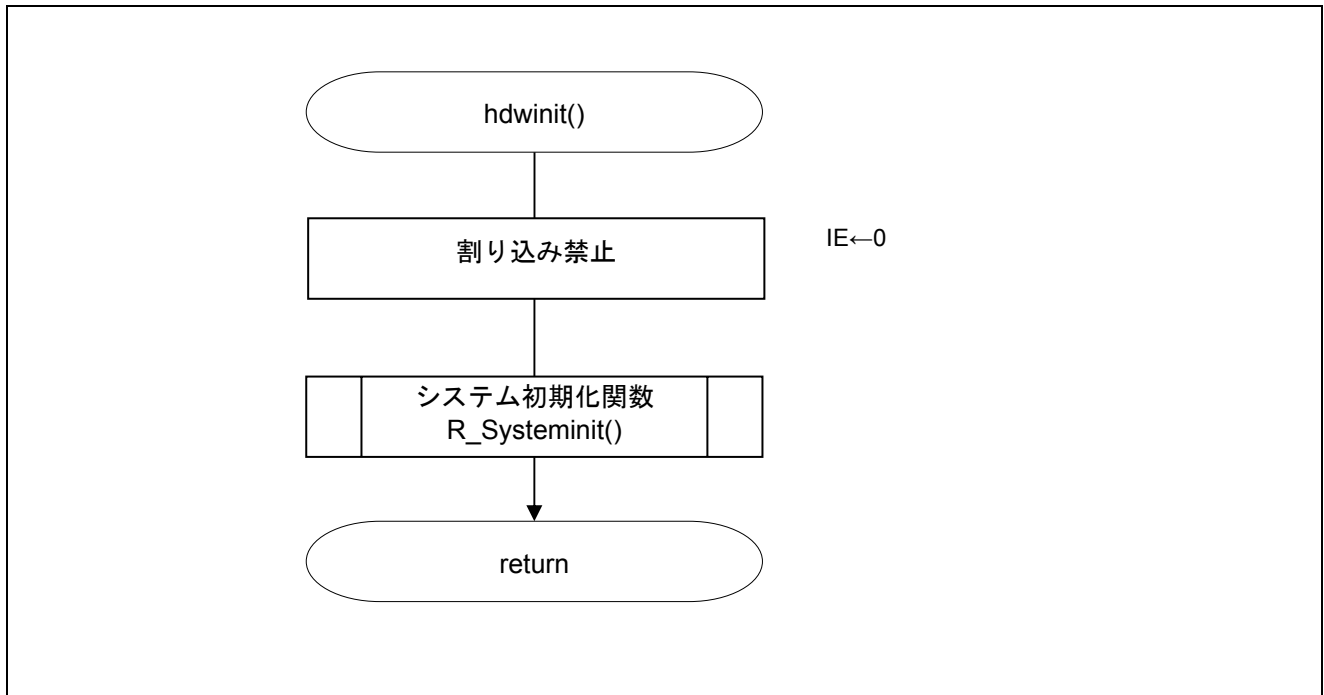 hdwinit()
割り込み禁止
IE←0
システム初期化関数
R_Systeminit()
return